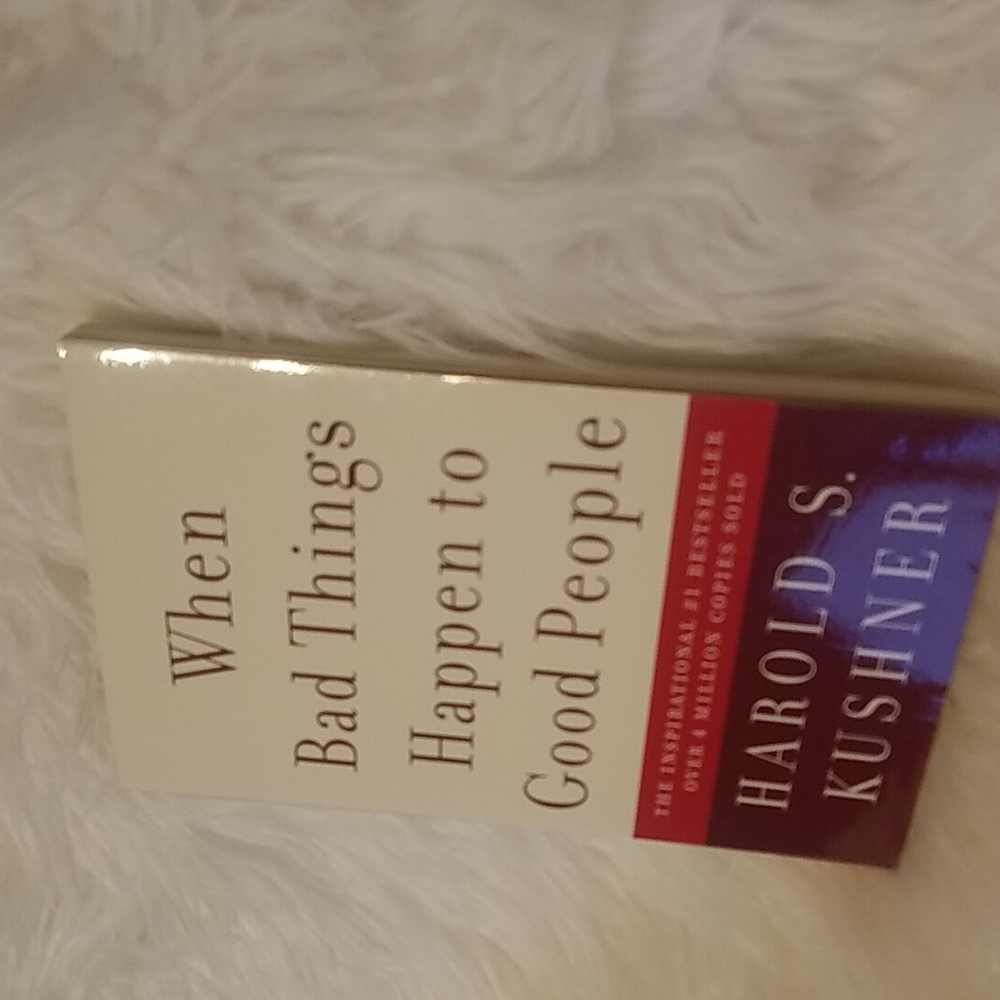 When
Bad Things
Happen to
Good People
THE INSPIRATIONAL #1 BESTSELLER
OVER 4 MILLION COPIES SOLD
HAROLD S.
KUSHNER